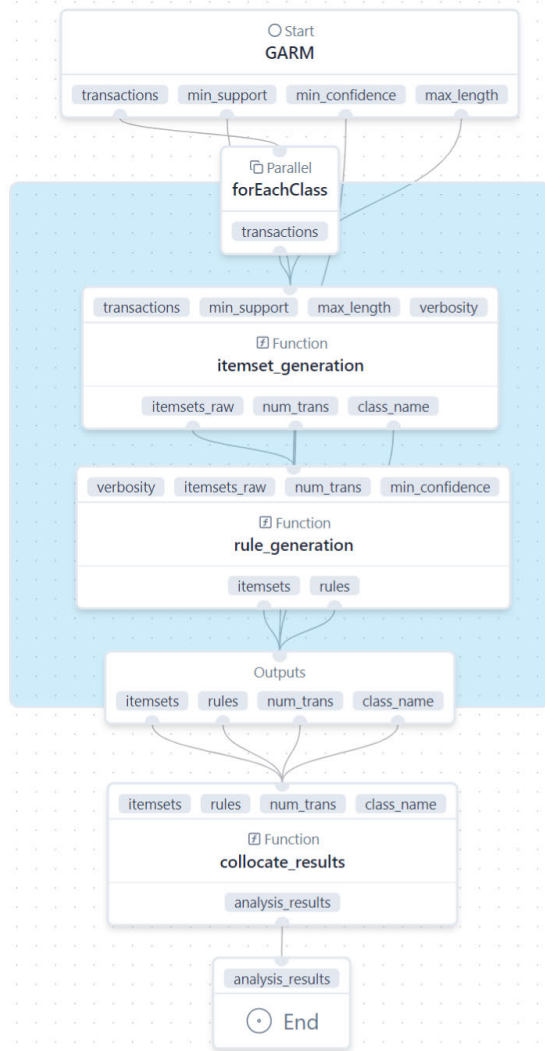 Start
GARM
transactions min_support min_confidence max_length
Parallel
forEachClass
transactions
transactions min_support max_length verbosity
Function
itemset_generation
itemsets_raw num_trans class_name
verbosity itemsets_raw num_trans min_confidence
Function
rule_generation
itemsets rules
Outputs
itemsets rules num_trans class_name
itemsets rules num_trans class_name
Function
collocate_results
analysis_results
analysis_results
End